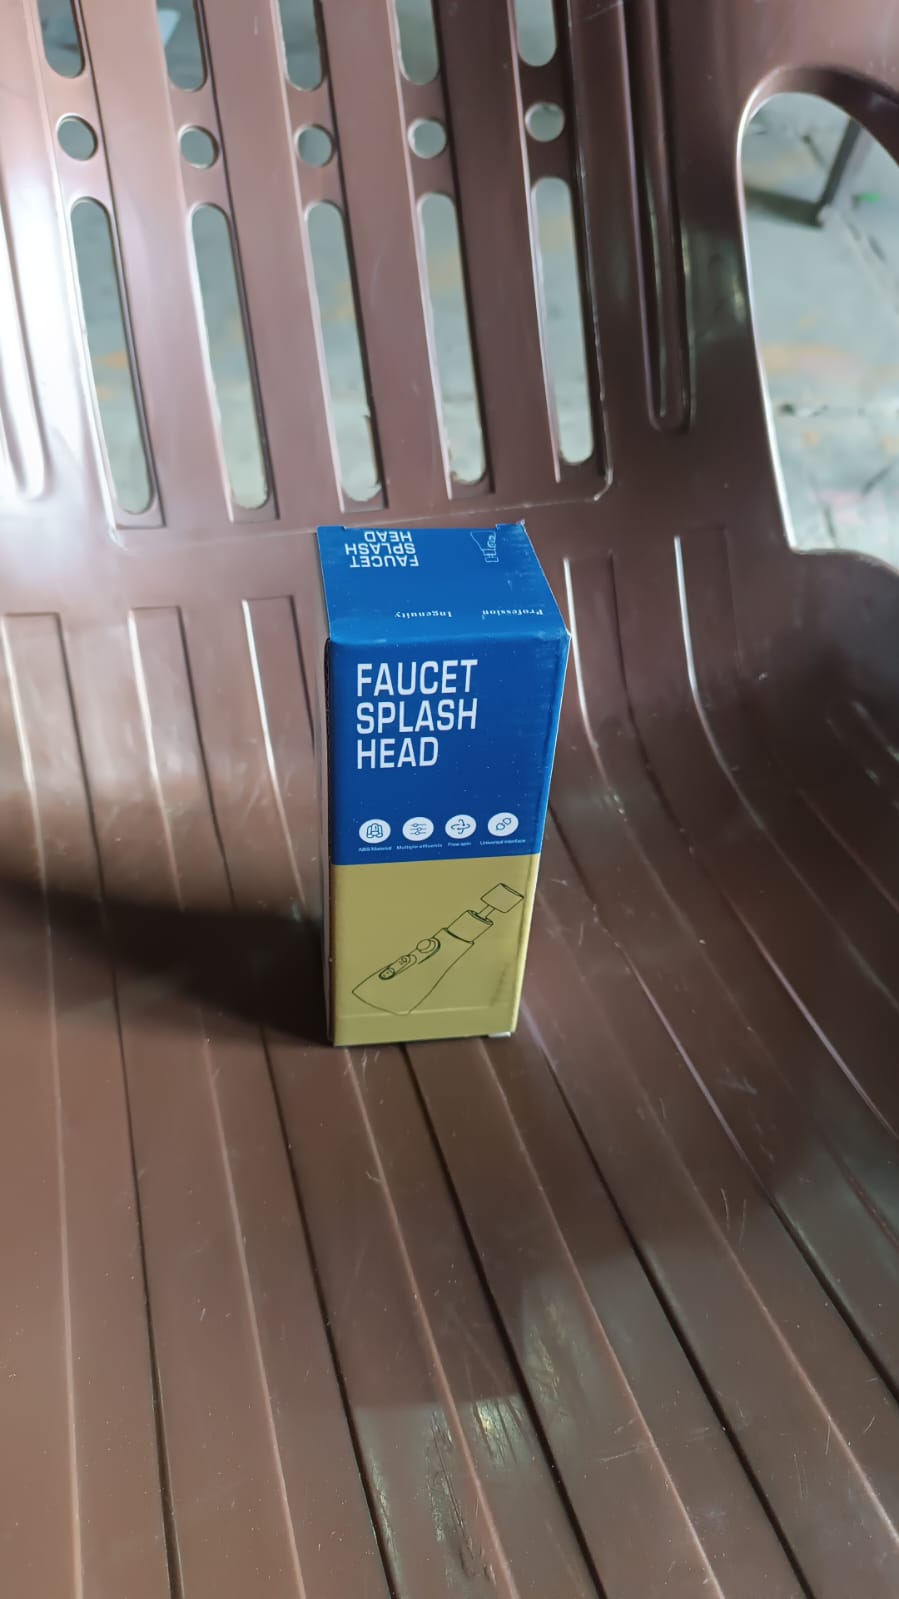 FAUCET
SPLASH
HEAD
Profession
Ingenuity
FAUCET
SPLASH
HEAD
ABS Material
Multiple effluents
Free spin
Universal interface